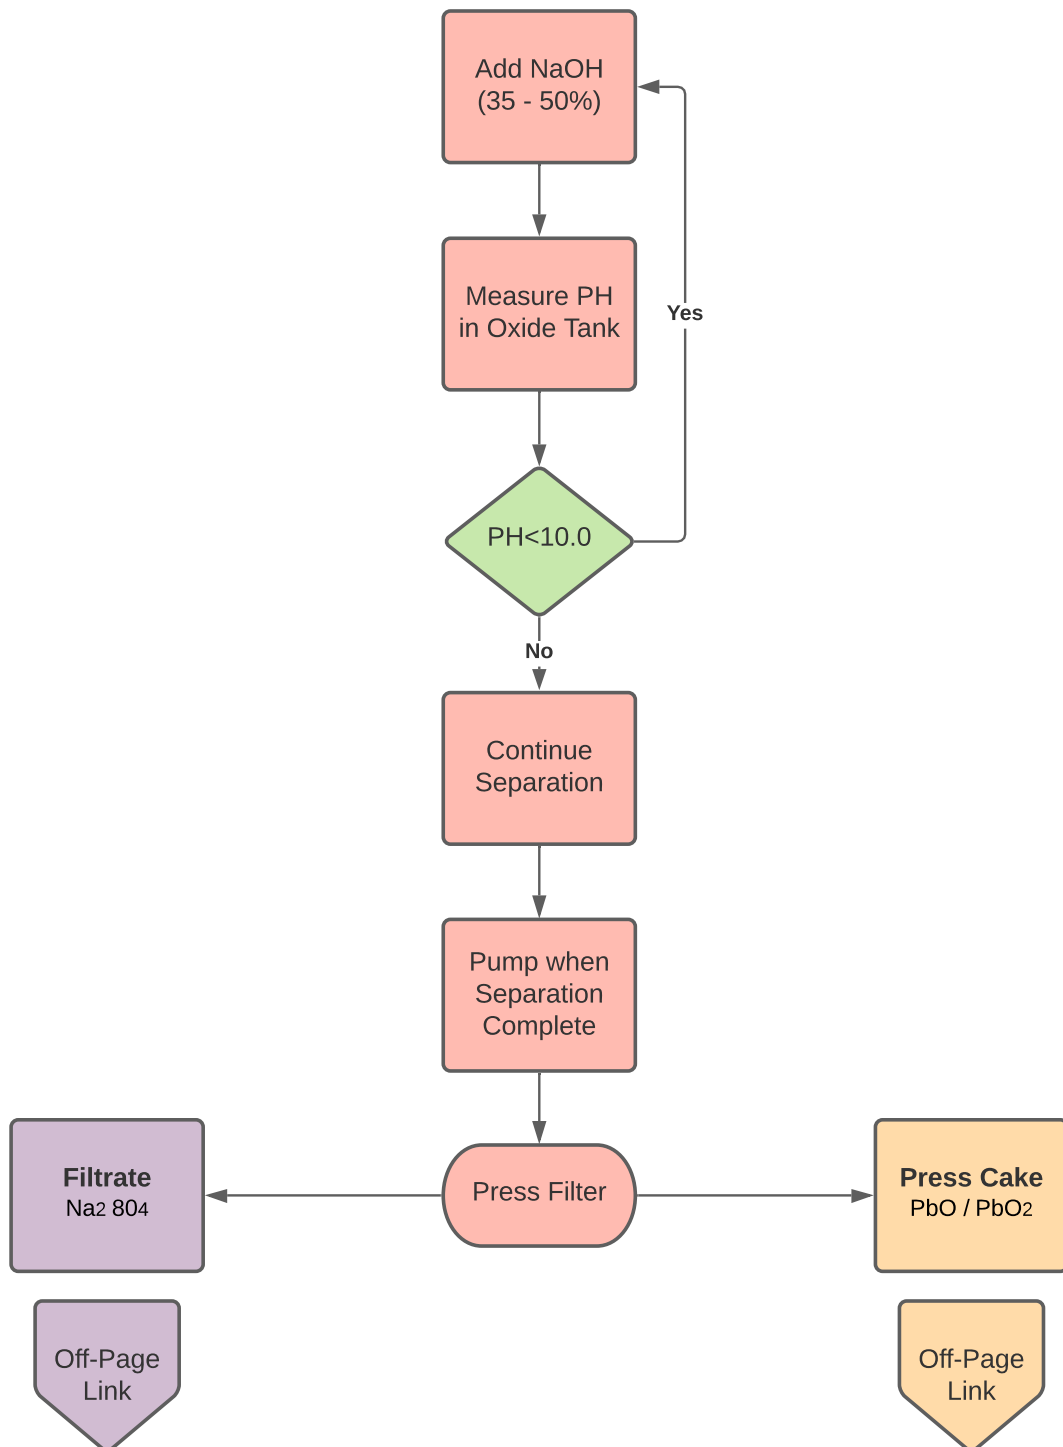 Add NaOH
(35 - 50%)
Measure PH
in Oxide Tank
Yes
PH<10.0
No
Continue
Separation
Pump when
Separation
Complete
Press Filter
Filtrate
Na2 804
Press Cake
PbO / PbO2
Off-Page
Link
Off-Page
Link